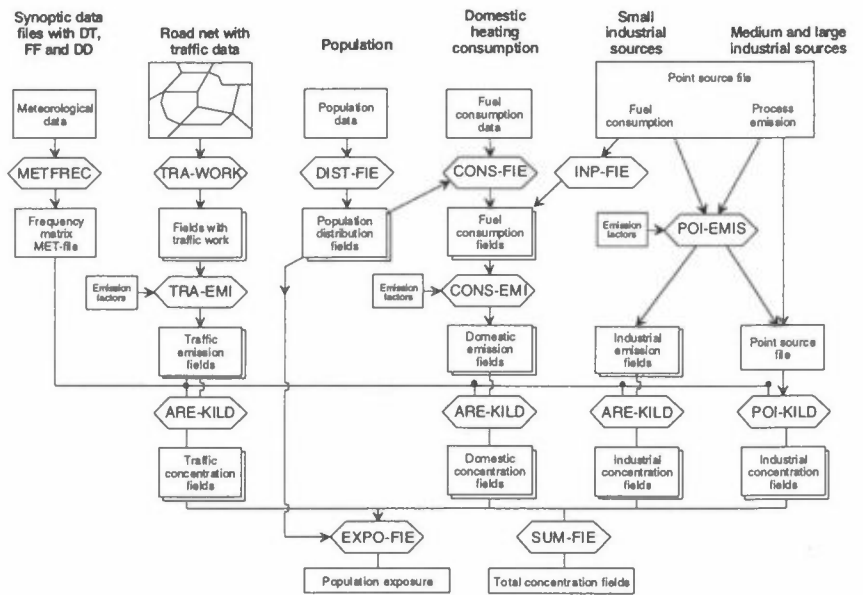 Synoptic data
files with DT,
FF and DD
Road net with
traffic data
Population
Domestic
heating
consumption
Small
industrial
sources
Medium and large
industrial sources
Point source file
Fuel
consumption
Process
emission
Meteorological
data
Population
data
Fuel
consumption
data
METFREC
TRA-WORK
DIST-FIE
CONS-FIE
INP-FIE
Frequency
matrix
MET-file
Fields with
traffic work
Population
distribution
fields
Fuel
consumption
fields
Emission
factors
POI-EMIS
Emission
factors
TRA-EMI
Emission
factors
CONS-EMI
Traffic
emission
fields
Domestic
emission fields
Industrial
emission
fields
Point source
file
ARE-KILD
ARE-KILD
ARE-KILD
POI-KILD
Traffic
concentration
fields
Domestic
concentration
fields
Industrial
concentration
fields
Industrial
concentration
fields
EXPO-FIE
SUM-FIE
Population exposure
Total concentration fields